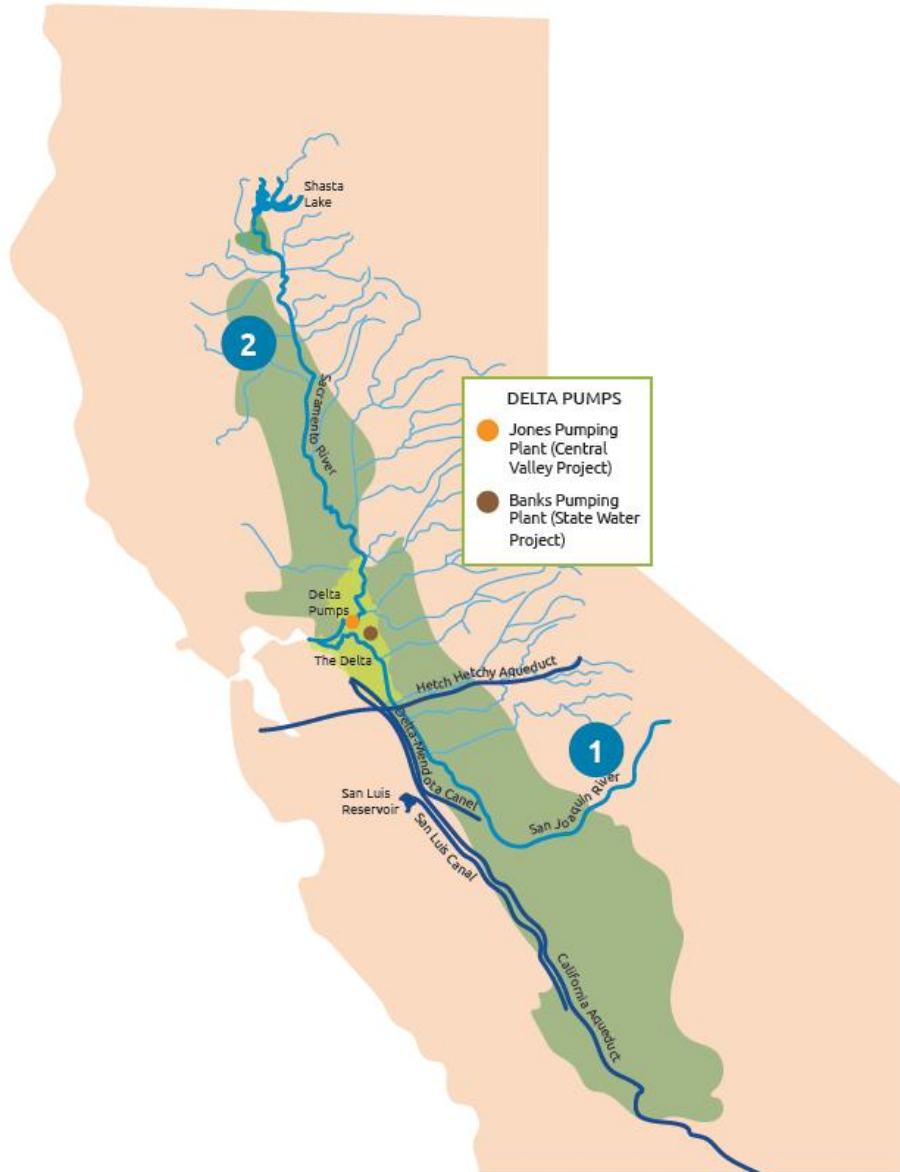 Shasta
Lake
2
Sacramento River
DELTA PUMPS
Jones Pumping
Plant (Central
Valley Project)
Banks Pumping
Plant (State Water
Project)
Delta
Pumps
The Delta
Hetch Hetchy Aqueduct
1
Delta-Mendota Canel
San Luis
Reservoir
San Joaquin River
San Luis Canal
California Aqueduct